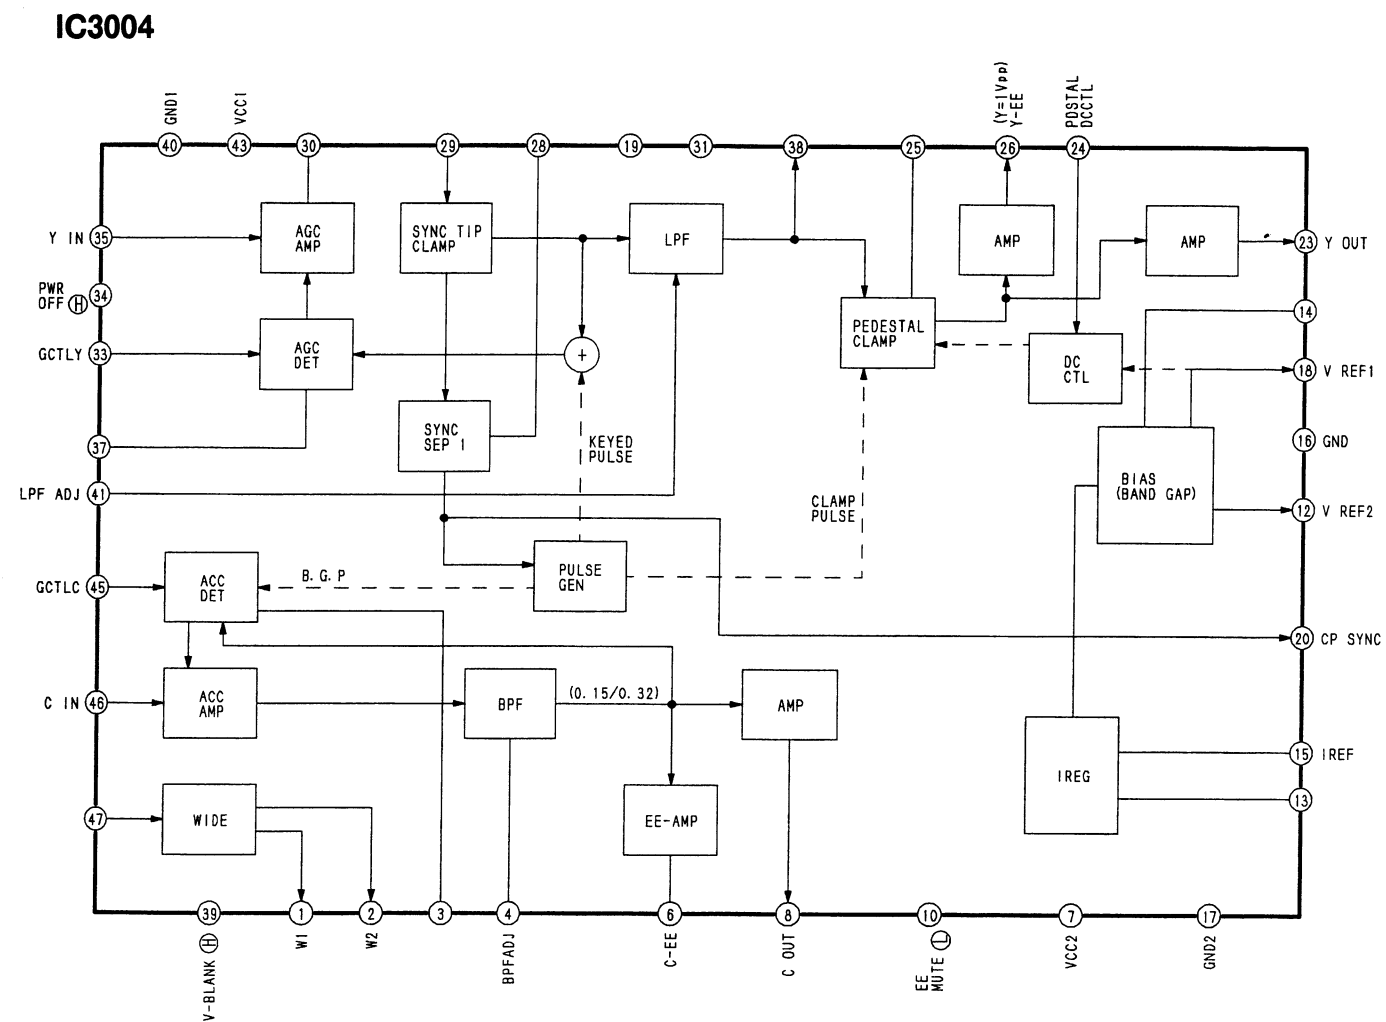 IC3004
GND1
VCC1
(Y=1Vpp)
Y-EE
PDSTAL
DCCTL
40
43
30
29
28
19
31
38
25
26
24
Y IN
35
AGC
AMP
SYNC TIP
CLAMP
LPF
AMP
AMP
23
Y OUT
PWR
OFF (H)
34
14
PEDESTAL
CLAMP
GCTLY
33
AGC
DET
+
DC
CTL
18
V REF1
37
SYNC
SEP 1
KEYED
PULSE
16
GND
LPF ADJ
41
CLAMP
PULSE
BIAS
(BAND GAP)
12
V REF2
GCTLC
45
ACC
DET
B.G.P
PULSE
GEN
20
CP SYNC
C IN
46
ACC
AMP
BPF
(0.15/0.32)
AMP
15
IREF
IREG
13
47
WIDE
EE-AMP
39
1
2
3
4
6
8
10
7
17
V-BLANK (H)
W1
W2
BPFADJ
C-EE
C OUT
EE
MUTE (L)
VCC2
GND2